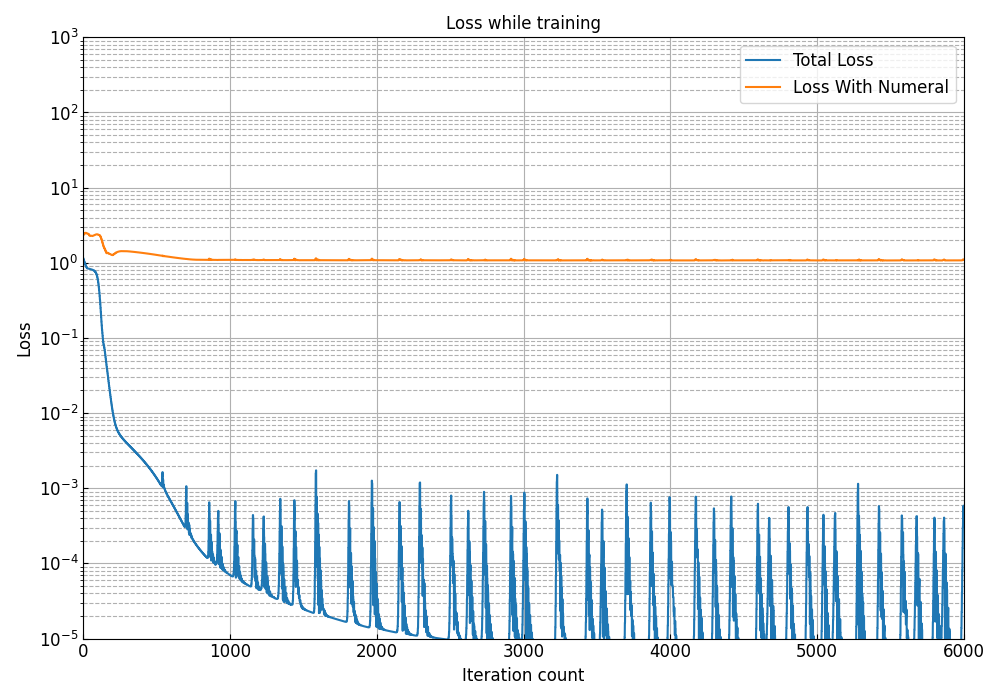 Loss while training
10³
10²
10¹
10⁰
10⁻¹
10⁻²
10⁻³
10⁻⁴
10⁻⁵
Loss
Total Loss
Loss With Numeral
0 1000 2000 3000 4000 5000 6000
Iteration count